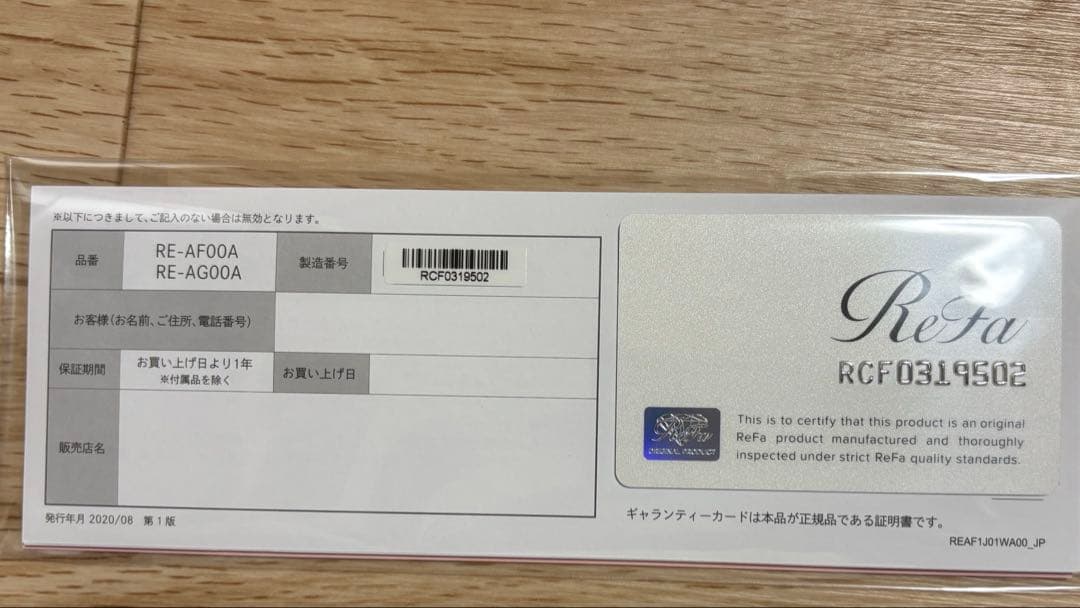 ※以下につきまして、ご記入のない場合は無効となります。
品番
RE-AF00A
RE-AG00A
製造番号
RCF0319502
お客様(お名前、ご住所、電話番号)
保証期間
お買い上げ日より1年
※付属品を除く
お買い上げ日
販売店名
発行年月 2020/08 第1版
ReFa
RCF0319502
ReFa
ORIGINAL PRODUCT
This is to certify that this product is an original
ReFa product manufactured and thoroughly
inspected under strict ReFa quality standards.
ギャランティーカードは本品が正規品である証明書です。
REAF1J01WA00_JP